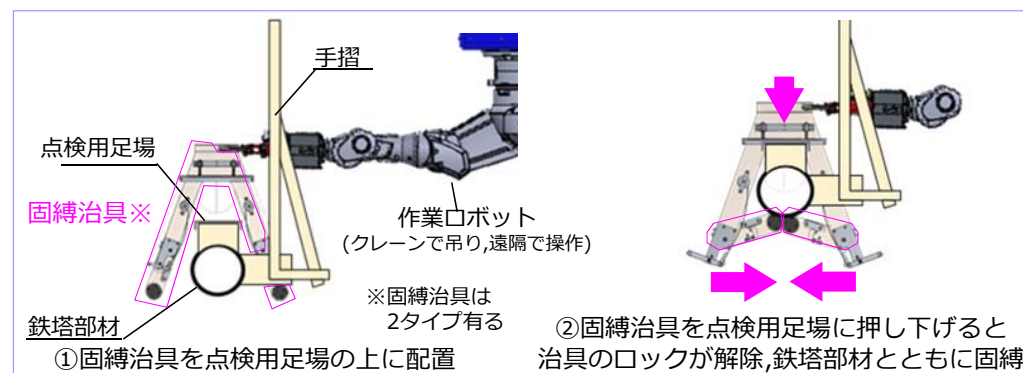 手摺
点検用足場
固縛治具※
作業ロボット
(クレーンで吊り,遠隔で操作)
鉄塔部材
※固縛治具は
2タイプ有る
①固縛治具を点検用足場の上に配置
②固縛治具を点検用足場に押し下げると
治具のロックが解除,鉄塔部材とともに固縛